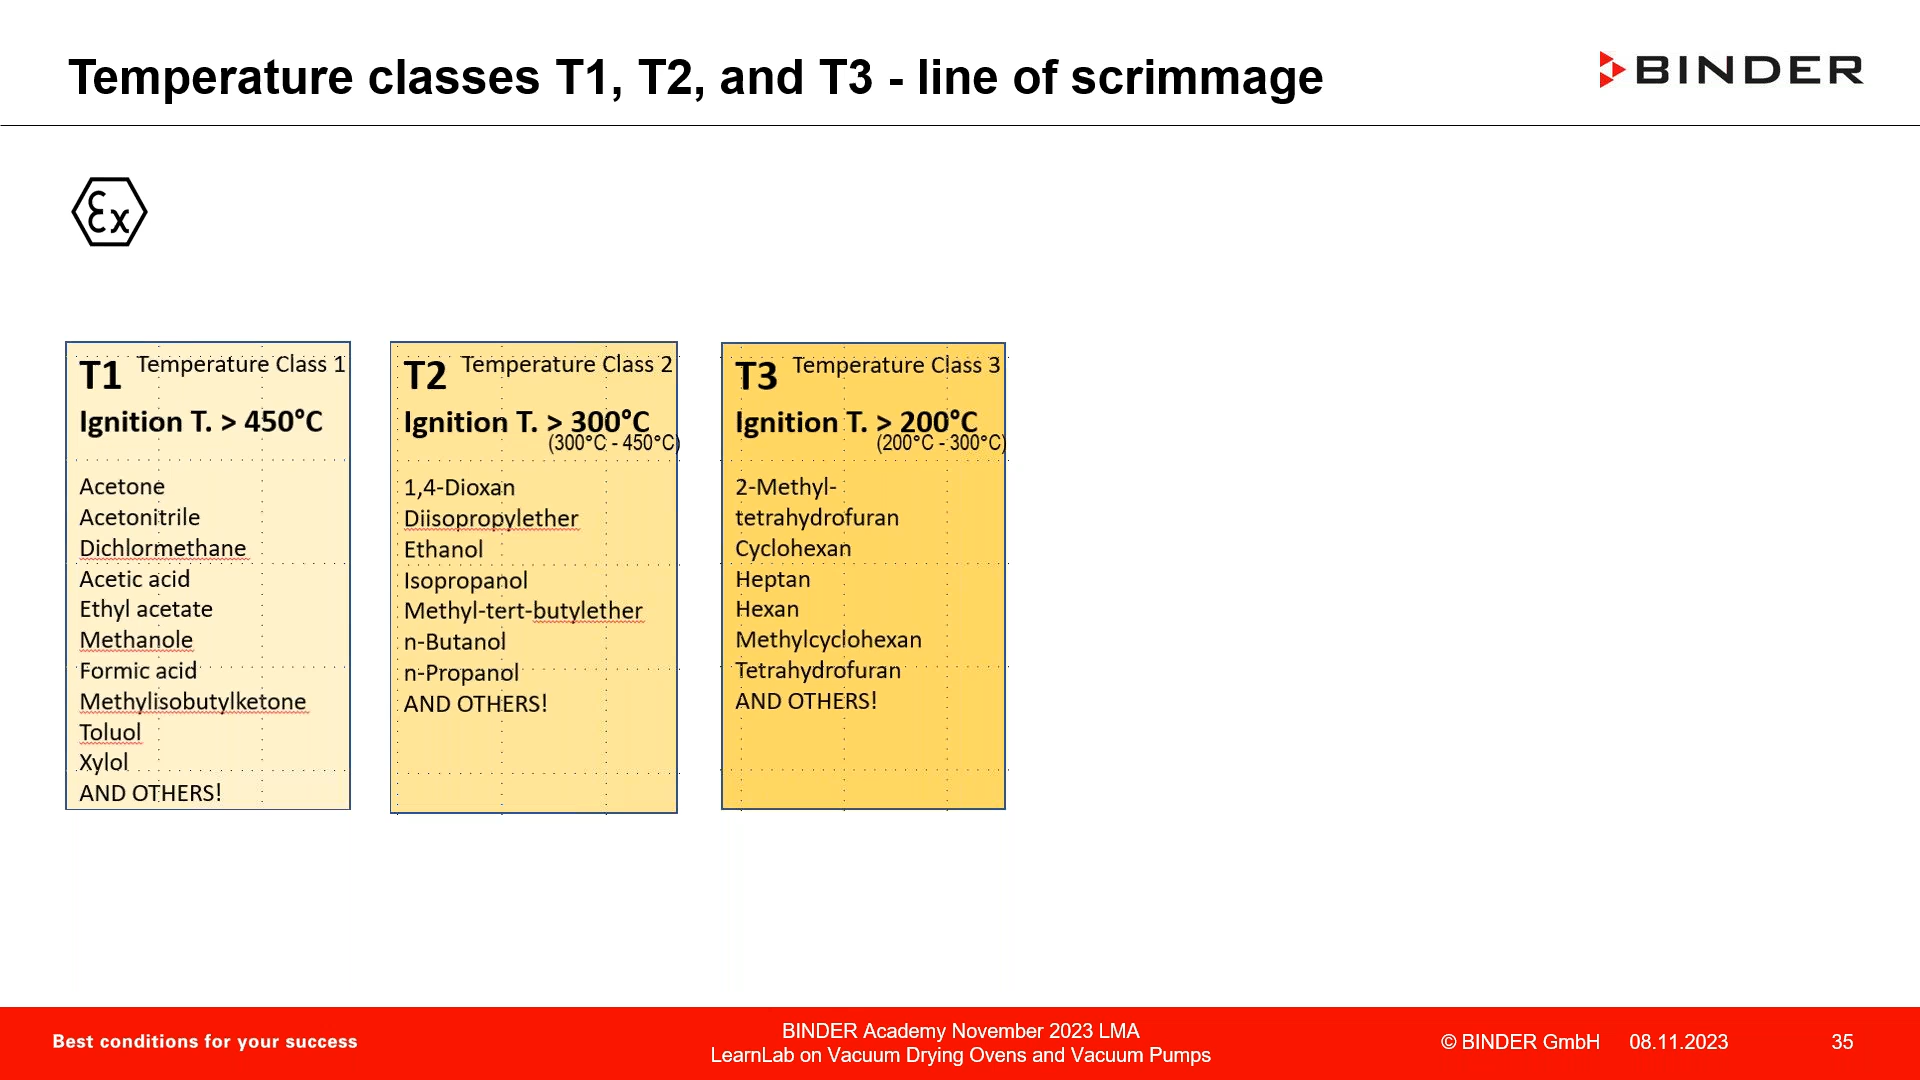 Temperature classes T1, T2, and T3 - line of scrimmage
BINDER
Ex
T1 Temperature Class 1
Ignition T. > 450°C
Acetone
Acetonitrile
Dichlormethane
Acetic acid
Ethyl acetate
Methanole
Formic acid
Methylisobutylketone
Toluol
Xylol
AND OTHERS!
T2 Temperature Class 2
Ignition T. > 300°C
(300°C - 450°C)
1,4-Dioxan
Diisopropylether
Ethanol
Isopropanol
Methyl-tert-butylether
n-Butanol
n-Propanol
AND OTHERS!
T3 Temperature Class 3
Ignition T. > 200°C
(200°C - 300°C)
2-Methyl-
tetrahydrofuran
Cyclohexan
Heptan
Hexan
Methylcyclohexan
Tetrahydrofuran
AND OTHERS!
Best conditions for your success
BINDER Academy November 2023 LMA
LearnLab on Vacuum Drying Ovens and Vacuum Pumps
© BINDER GmbH 08.11.2023 35